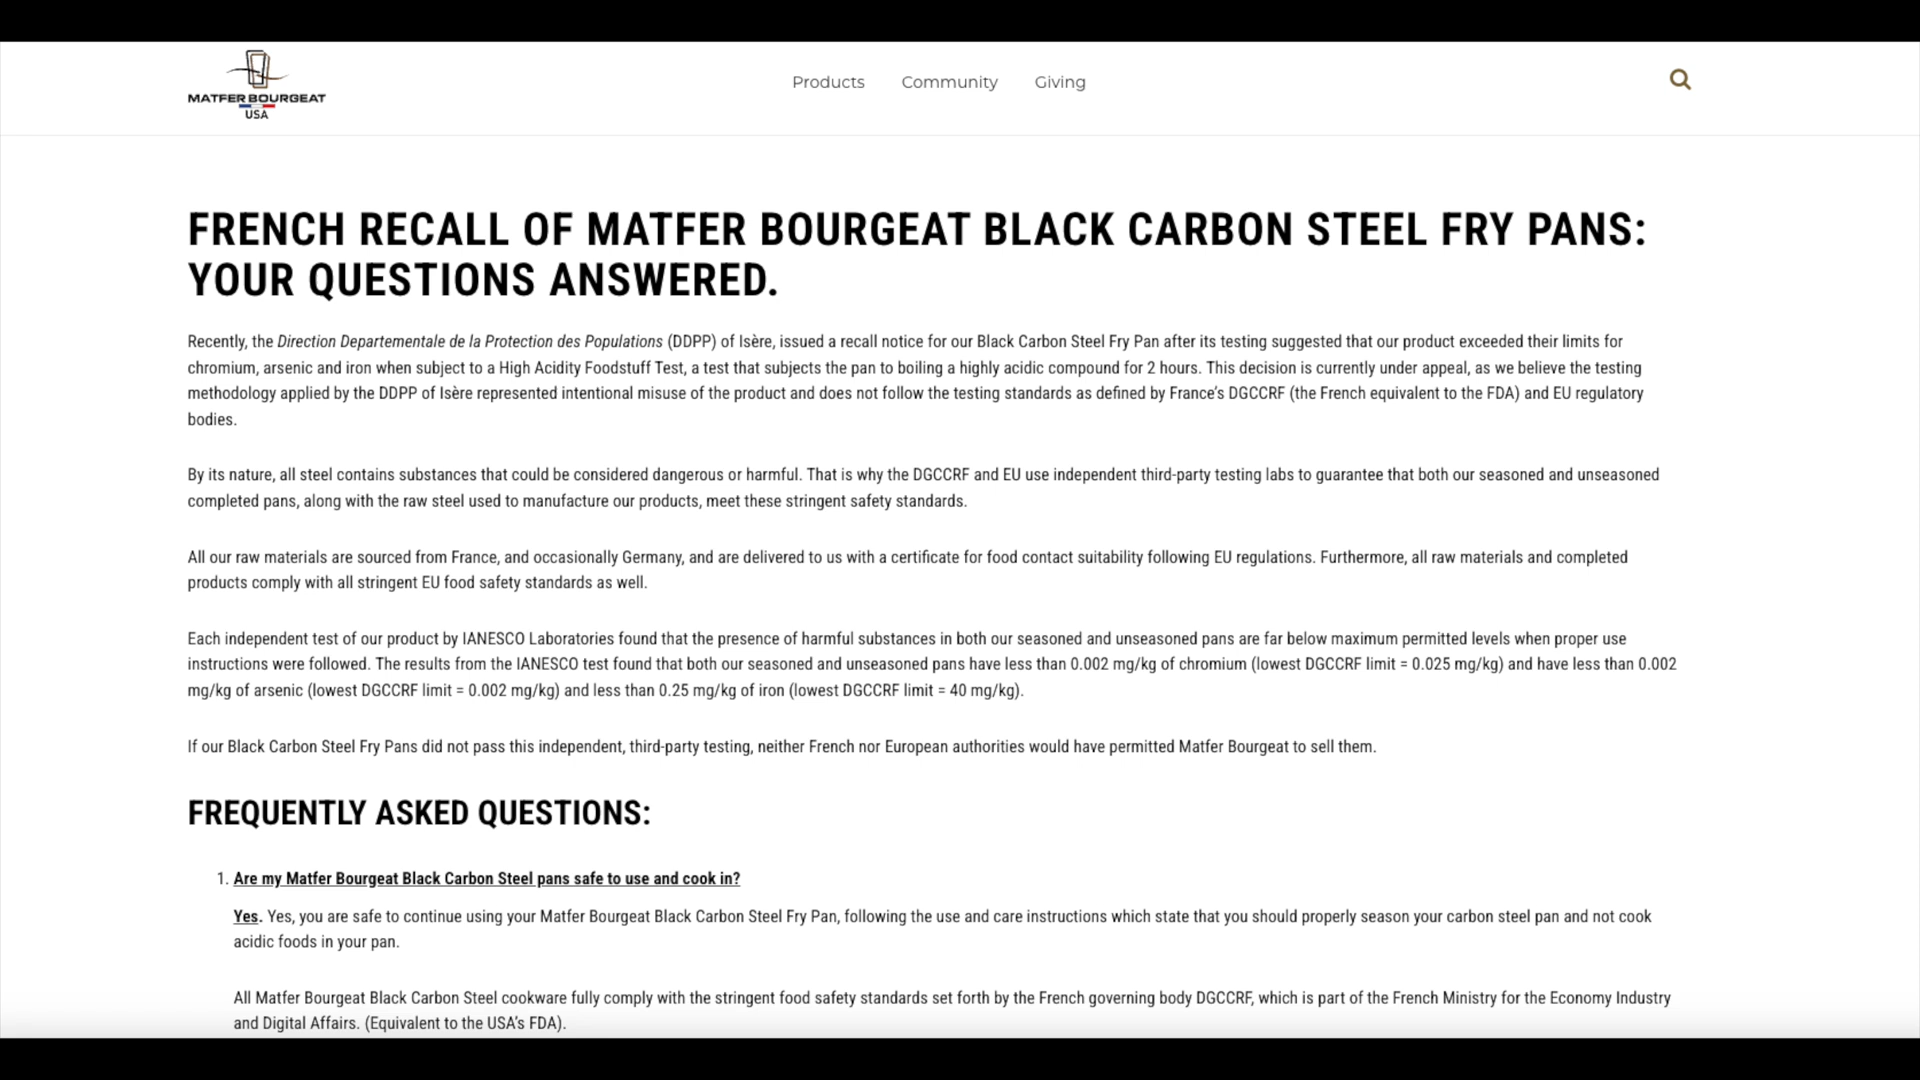 MATFER BOURGEAT
USA
Products Community Giving
FRENCH RECALL OF MATFER BOURGEAT BLACK CARBON STEEL FRY PANS:
YOUR QUESTIONS ANSWERED.
Recently, the Direction Departementale de la Protection des Populations (DDPP) of Isère, issued a recall notice for our Black Carbon Steel Fry Pan after its testing suggested that our product exceeded their limits for
chromium, arsenic and iron when subject to a High Acidity Foodstuff Test, a test that subjects the pan to boiling a highly acidic compound for 2 hours. This decision is currently under appeal, as we believe the testing
methodology applied by the DDPP of Isère represented intentional misuse of the product and does not follow the testing standards as defined by France's DGCCRF (the French equivalent to the FDA) and EU regulatory
bodies.
By its nature, all steel contains substances that could be considered dangerous or harmful. That is why the DGCCRF and EU use independent third-party testing labs to guarantee that both our seasoned and unseasoned
completed pans, along with the raw steel used to manufacture our products, meet these stringent safety standards.
All our raw materials are sourced from France, and occasionally Germany, and are delivered to us with a certificate for food contact suitability following EU regulations. Furthermore, all raw materials and completed
products comply with all stringent EU food safety standards as well.
Each independent test of our product by IANESCO Laboratories found that the presence of harmful substances in both our seasoned and unseasoned pans are far below maximum permitted levels when proper use
instructions were followed. The results from the IANESCO test found that both our seasoned and unseasoned pans have less than 0.002 mg/kg of chromium (lowest DGCCRF limit = 0.025 mg/kg) and have less than 0.002
mg/kg of arsenic (lowest DGCCRF limit = 0.002 mg/kg) and less than 0.25 mg/kg of iron (lowest DGCCRF limit = 40 mg/kg).
If our Black Carbon Steel Fry Pans did not pass this independent, third-party testing, neither French nor European authorities would have permitted Matfer Bourgeat to sell them.
FREQUENTLY ASKED QUESTIONS:
1. Are my Matfer Bourgeat Black Carbon Steel pans safe to use and cook in?
Yes. Yes, you are safe to continue using your Matfer Bourgeat Black Carbon Steel Fry Pan, following the use and care instructions which state that you should properly season your carbon steel pan and not cook
acidic foods in your pan.
All Matfer Bourgeat Black Carbon Steel cookware fully comply with the stringent food safety standards set forth by the French governing body DGCCRF, which is part of the French Ministry for the Economy Industry
and Digital Affairs. (Equivalent to the USA's FDA).